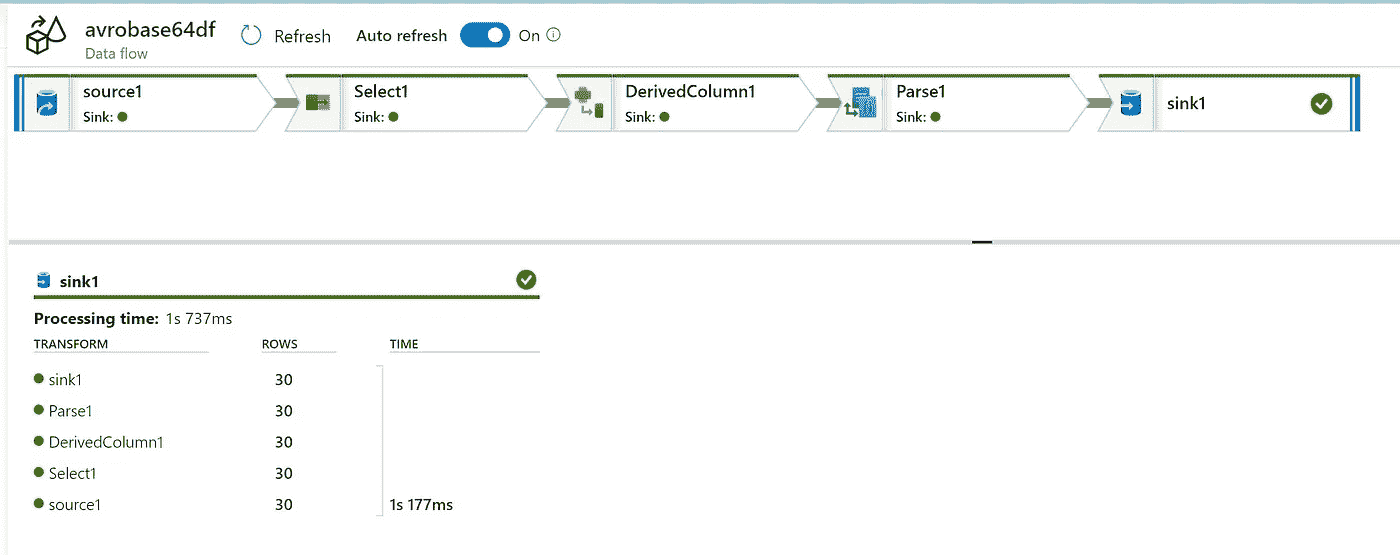 avrobase64df
Data flow
Refresh
Auto refresh
On
source1
Sink:
Select1
Sink:
DerivedColumn1
Sink:
Parse1
Sink:
sink1
sink1
Processing time: 1s 737ms
TRANSFORM ROWS TIME
sink1 30
Parse1 30
DerivedColumn1 30
Select1 30
source1 30 1s 177ms